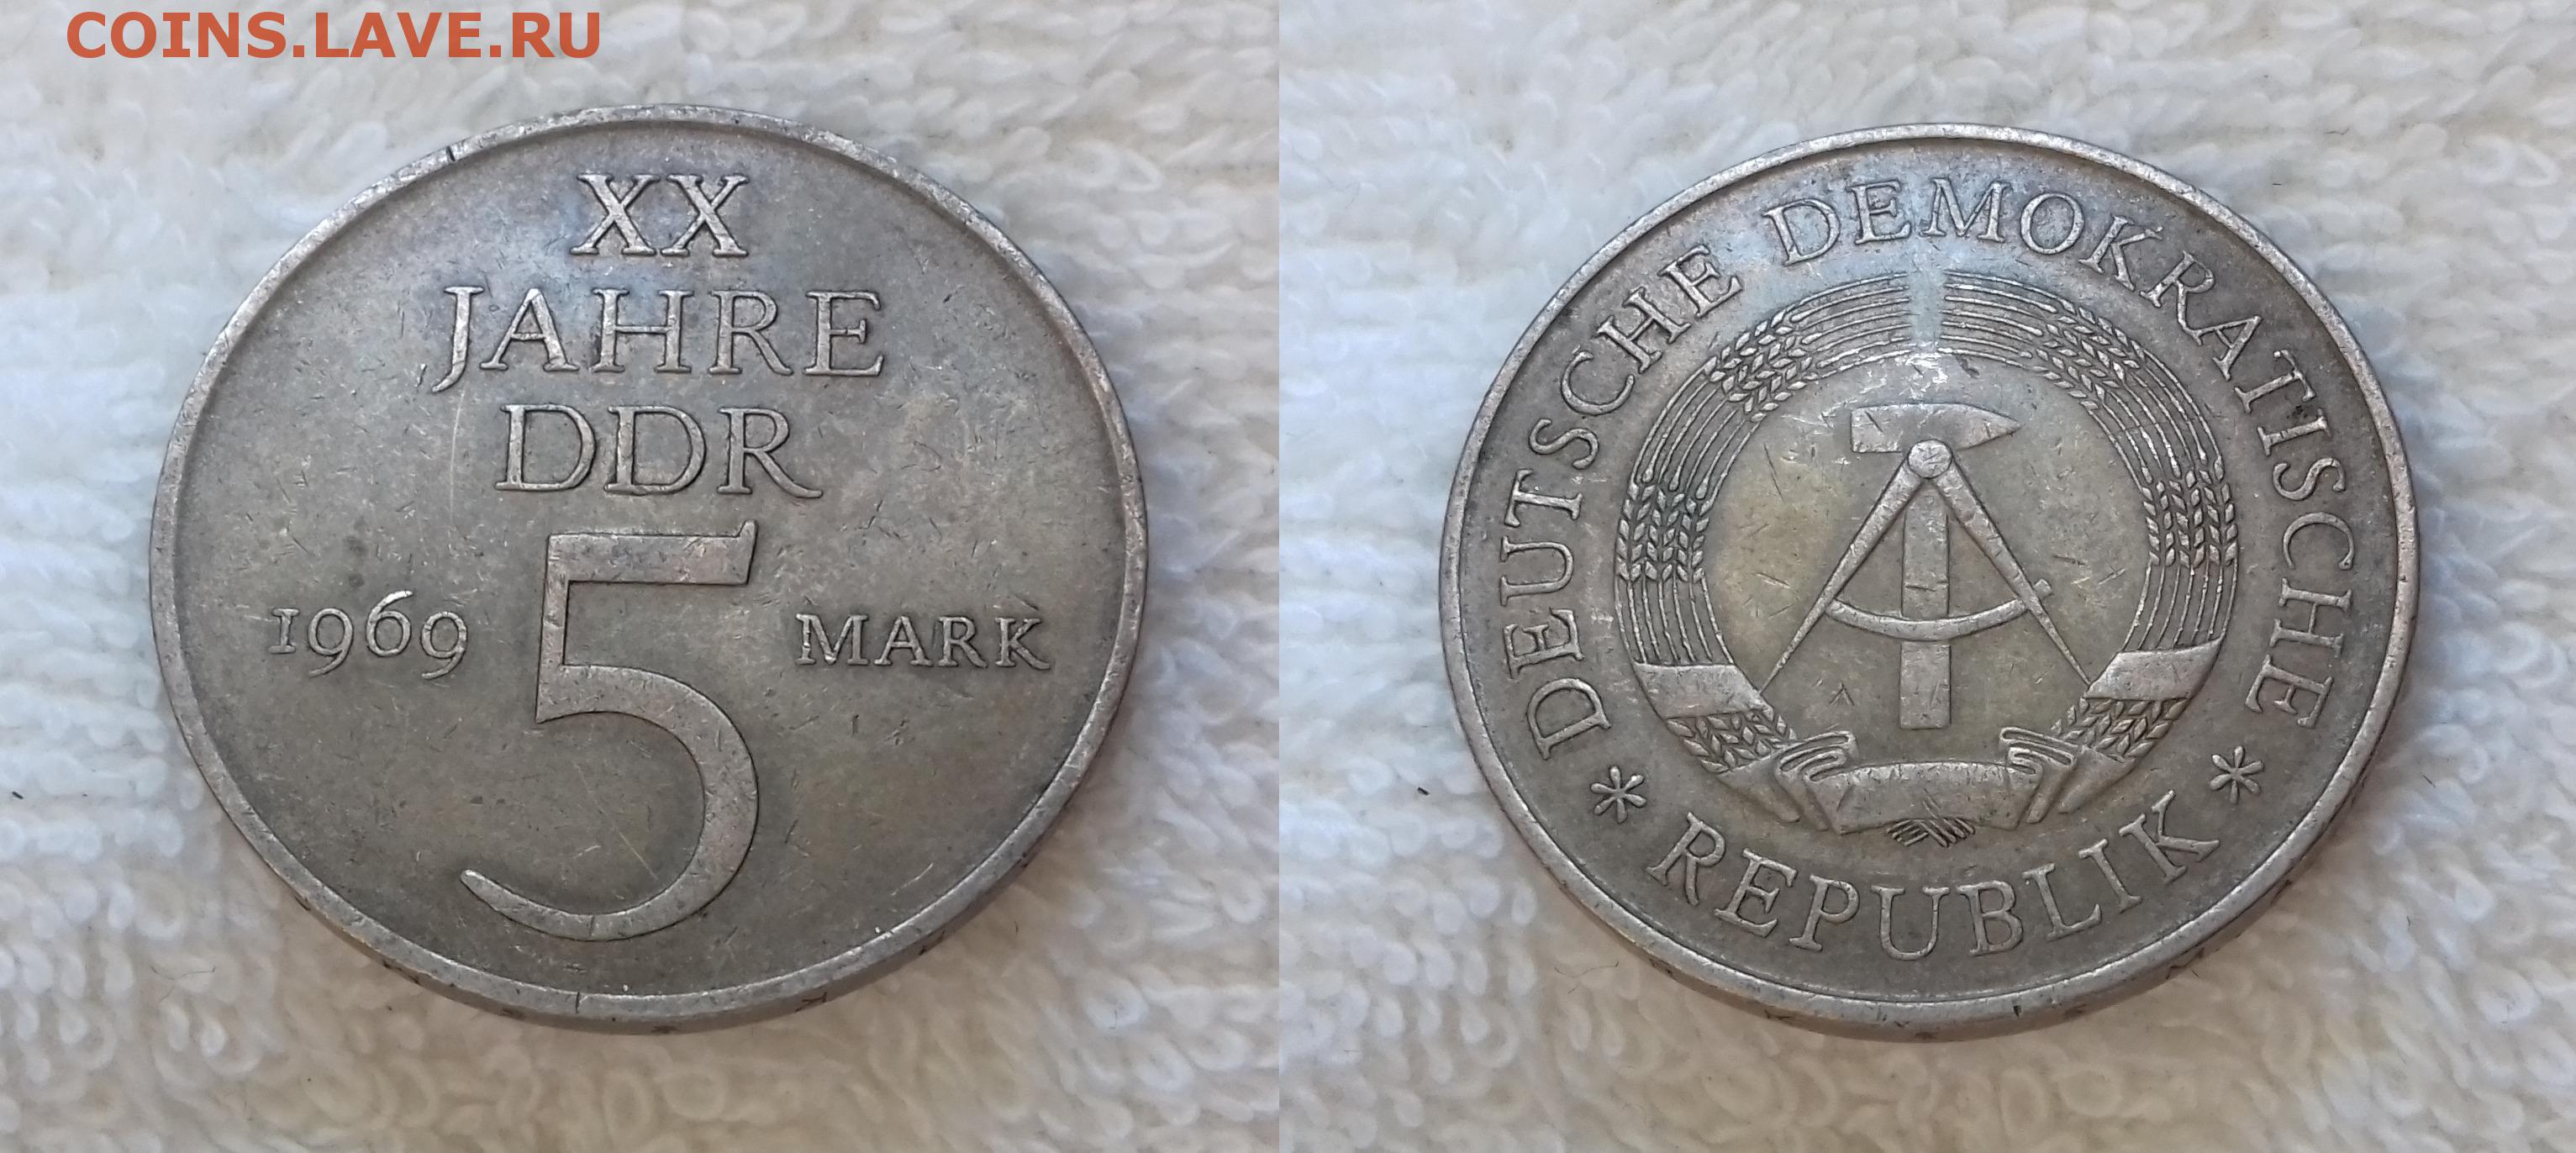 COINS.LAVE.RU
XX
JAHRE
DDR
1969 5 MARK
DEUTSCHE DEMOKRATISCHE
* REPUBLIK *